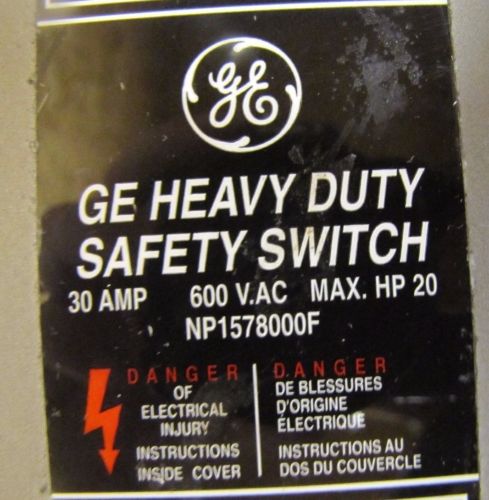 GE
GE HEAVY DUTY
SAFETY SWITCH
30 AMP 600 V.AC MAX. HP 20
NP1578000F
DANGER
OF
ELECTRICAL
INJURY
INSTRUCTIONS
INSIDE COVER
DANGER
DE BLESSURES
D'ORIGINE
ÉLECTRIQUE
INSTRUCTIONS AU
DOS DU COUVERCLE